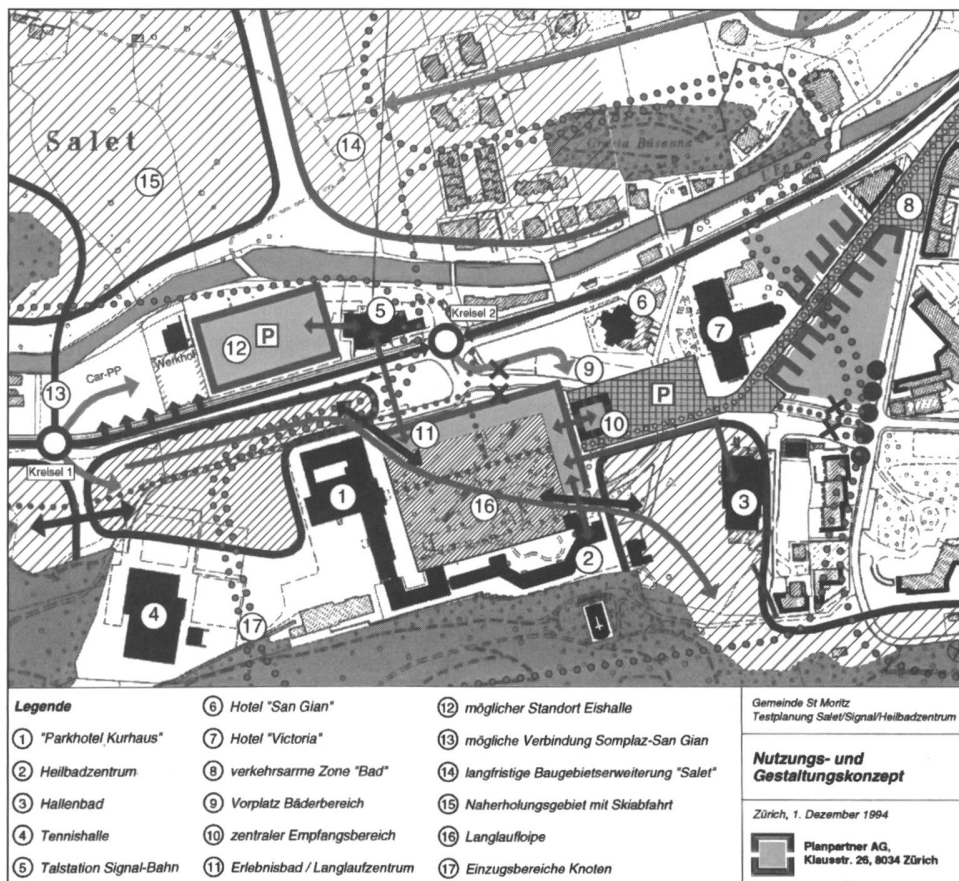 Salet
15
14
Gravia Büsauna
8
5
Kreisel 2
6
7
P
12
Werkhof
Car-PP
13
9
P
10
11
Kreisel 1
1
16
3
2
4
17
Legende
1 "Parkhotel Kurhaus"
2 Heilbadzentrum
3 Hallenbad
4 Tennishalle
5 Talstation Signal-Bahn
6 Hotel "San Gian"
7 Hotel "Victoria"
8 verkehrsarme Zone "Bad"
9 Vorplatz Bäderbereich
10 zentraler Empfangsbereich
11 Erlebnisbad / Langlaufzentrum
12 möglicher Standort Eishalle
13 mögliche Verbindung Somplaz-San Gian
14 langfristige Baugebietserweiterung "Salet"
15 Naherholungsgebiet mit Skiabfahrt
16 Langlaufloipe
17 Einzugsbereiche Knoten
Gemeinde St Moritz
Testplanung Salet/Signal/Heilbadzentrum
Nutzungs- und
Gestaltungskonzept
Zürich, 1. Dezember 1994
Planpartner AG,
Klausstr. 26, 8034 Zürich